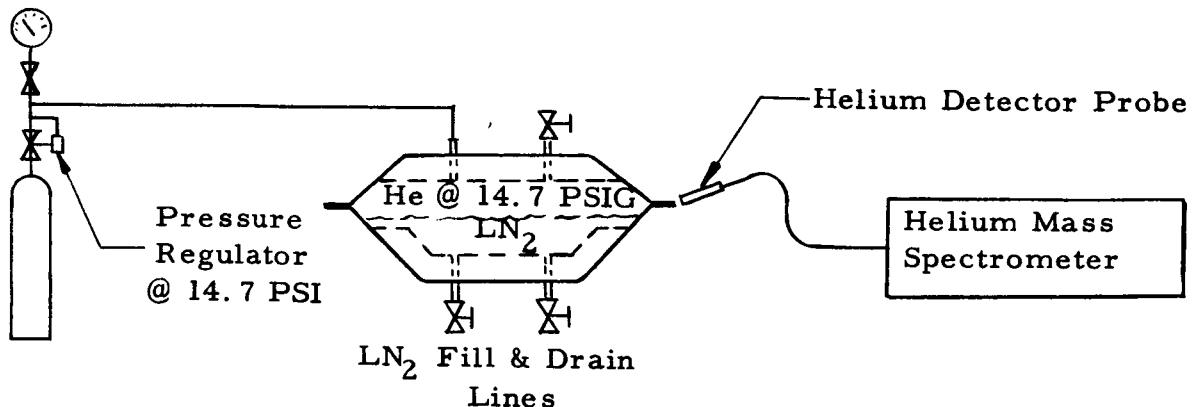 Helium Detector Probe
He @ 14.7 PSIG
LN2
Pressure
Regulator
@ 14.7 PSI
Helium Mass
Spectrometer
LN2 Fill & Drain
Lines